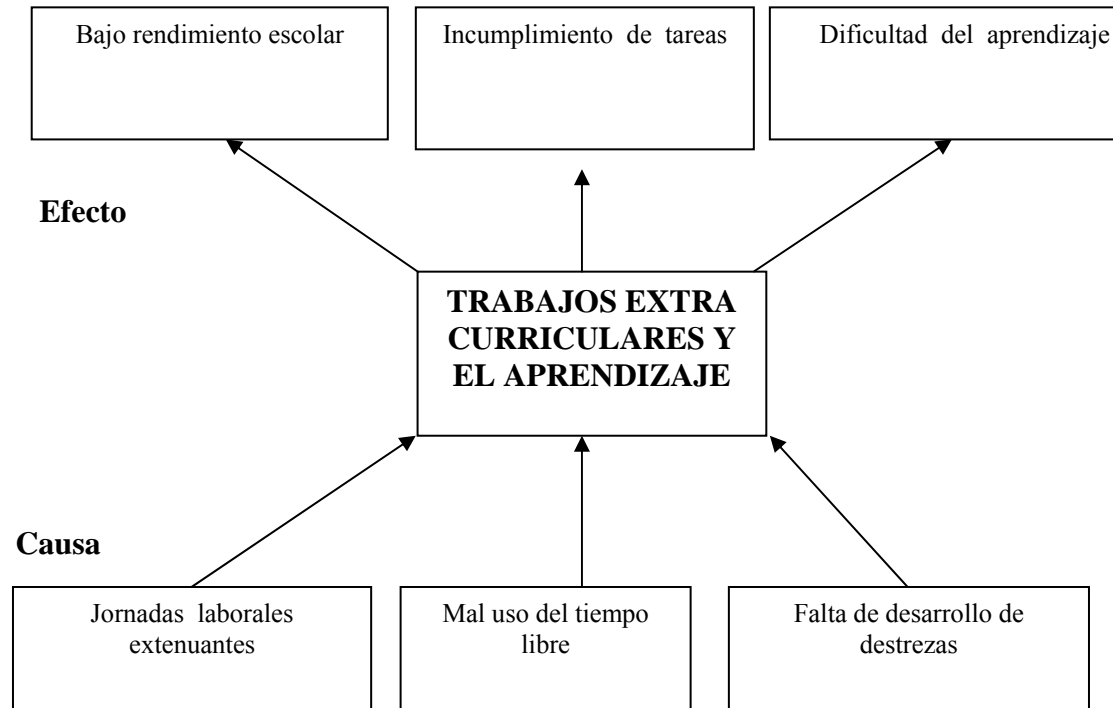 Bajo rendimiento escolar
Incumplimiento de tareas
Dificultad del aprendizaje
Efecto
TRABAJOS EXTRA
CURRICULARES Y
EL APRENDIZAJE
Causa
Jornadas laborales
extenuantes
Mal uso del tiempo
libre
Falta de desarrollo de
destrezas